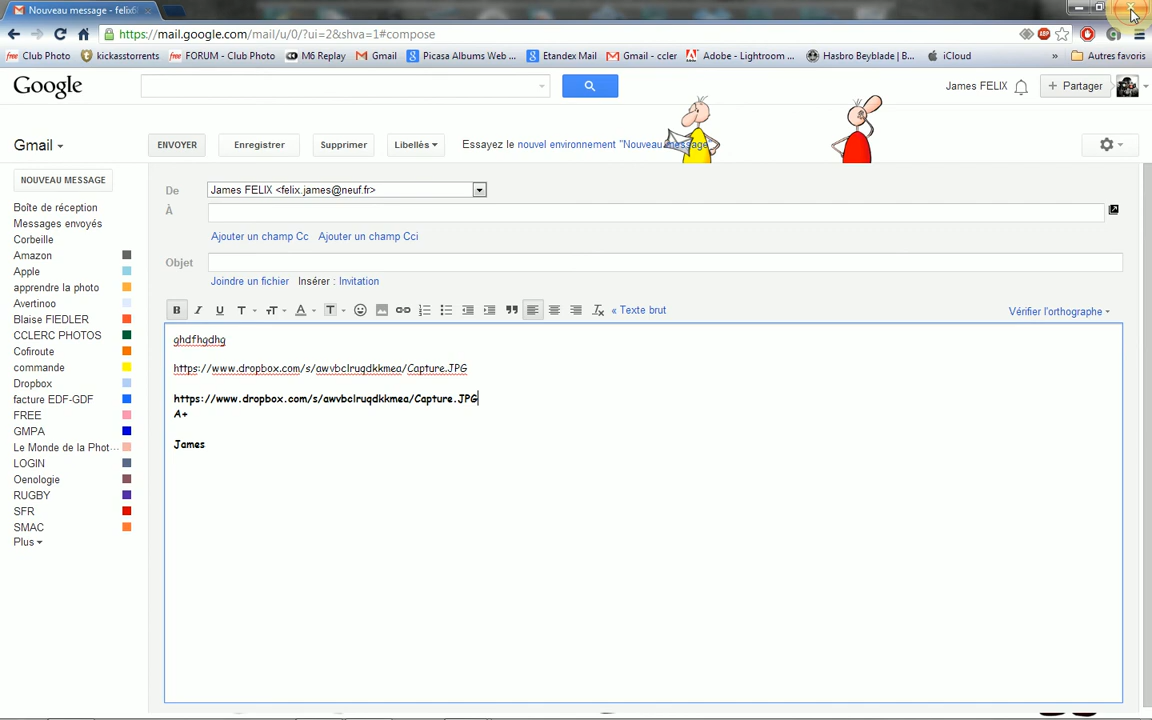 Nouveau message - felix6
https://mail.google.com/mail/u/0/?ui=2&shva=1#compose
Club Photo kickasstorrents FORUM - Club Photo M6 Replay Gmail Picasa Albums Web ... Etandex Mail Gmail - ccler Adobe - Lightroom ... Hasbro Beyblade | B... iCloud » Autres favoris
Google James FELIX + Partager
Gmail ENVOYER Enregistrer Supprimer Libellés Essayez le nouvel environnement "Nouveau message"
NOUVEAU MESSAGE
De James FELIX <felix.james@neuf.fr>
À
Ajouter un champ Cc Ajouter un champ Cci
Objet
Joindre un fichier Insérer : Invitation
B I U T T A T « Texte brut Vérifier l'orthographe
Boîte de réception
Messages envoyés
Corbeille
Amazon
Apple
apprendre la photo
Avertinoo
Blaise FIEDLER
CCLERC PHOTOS
Cofiroute
commande
Dropbox
facture EDF-GDF
FREE
GMPA
Le Monde de la Phot...
LOGIN
Oenologie
RUGBY
SFR
SMAC
Plus
ghdfhgdhg
https://www.dropbox.com/s/awvbclruqdkkmea/Capture.JPG
https://www.dropbox.com/s/awvbclruqdkkmea/Capture.JPG
A+
James